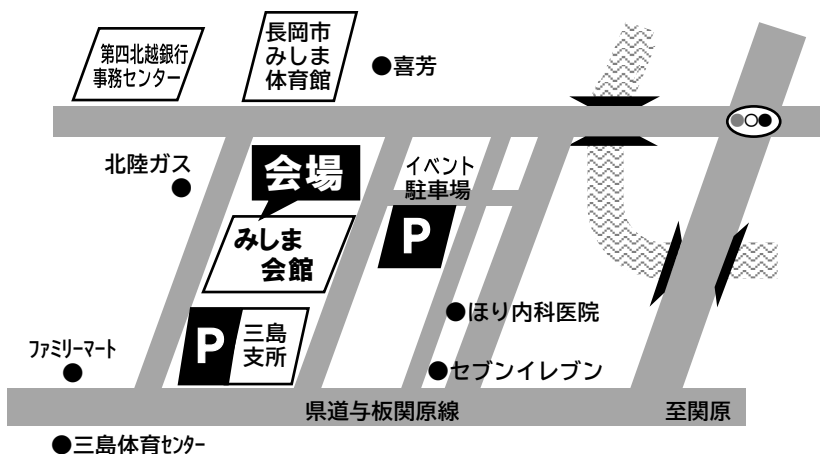 第四北越銀行
事務センター
長岡市
みしま
体育館
●喜芳
北陸ガス
会場
イベント
駐車場
P
みしま
会館
●ほり内科医院
P
三島
支所
ファミリーマート
●セブンイレブン
県道与板関原線
至関原
●三島体育センター